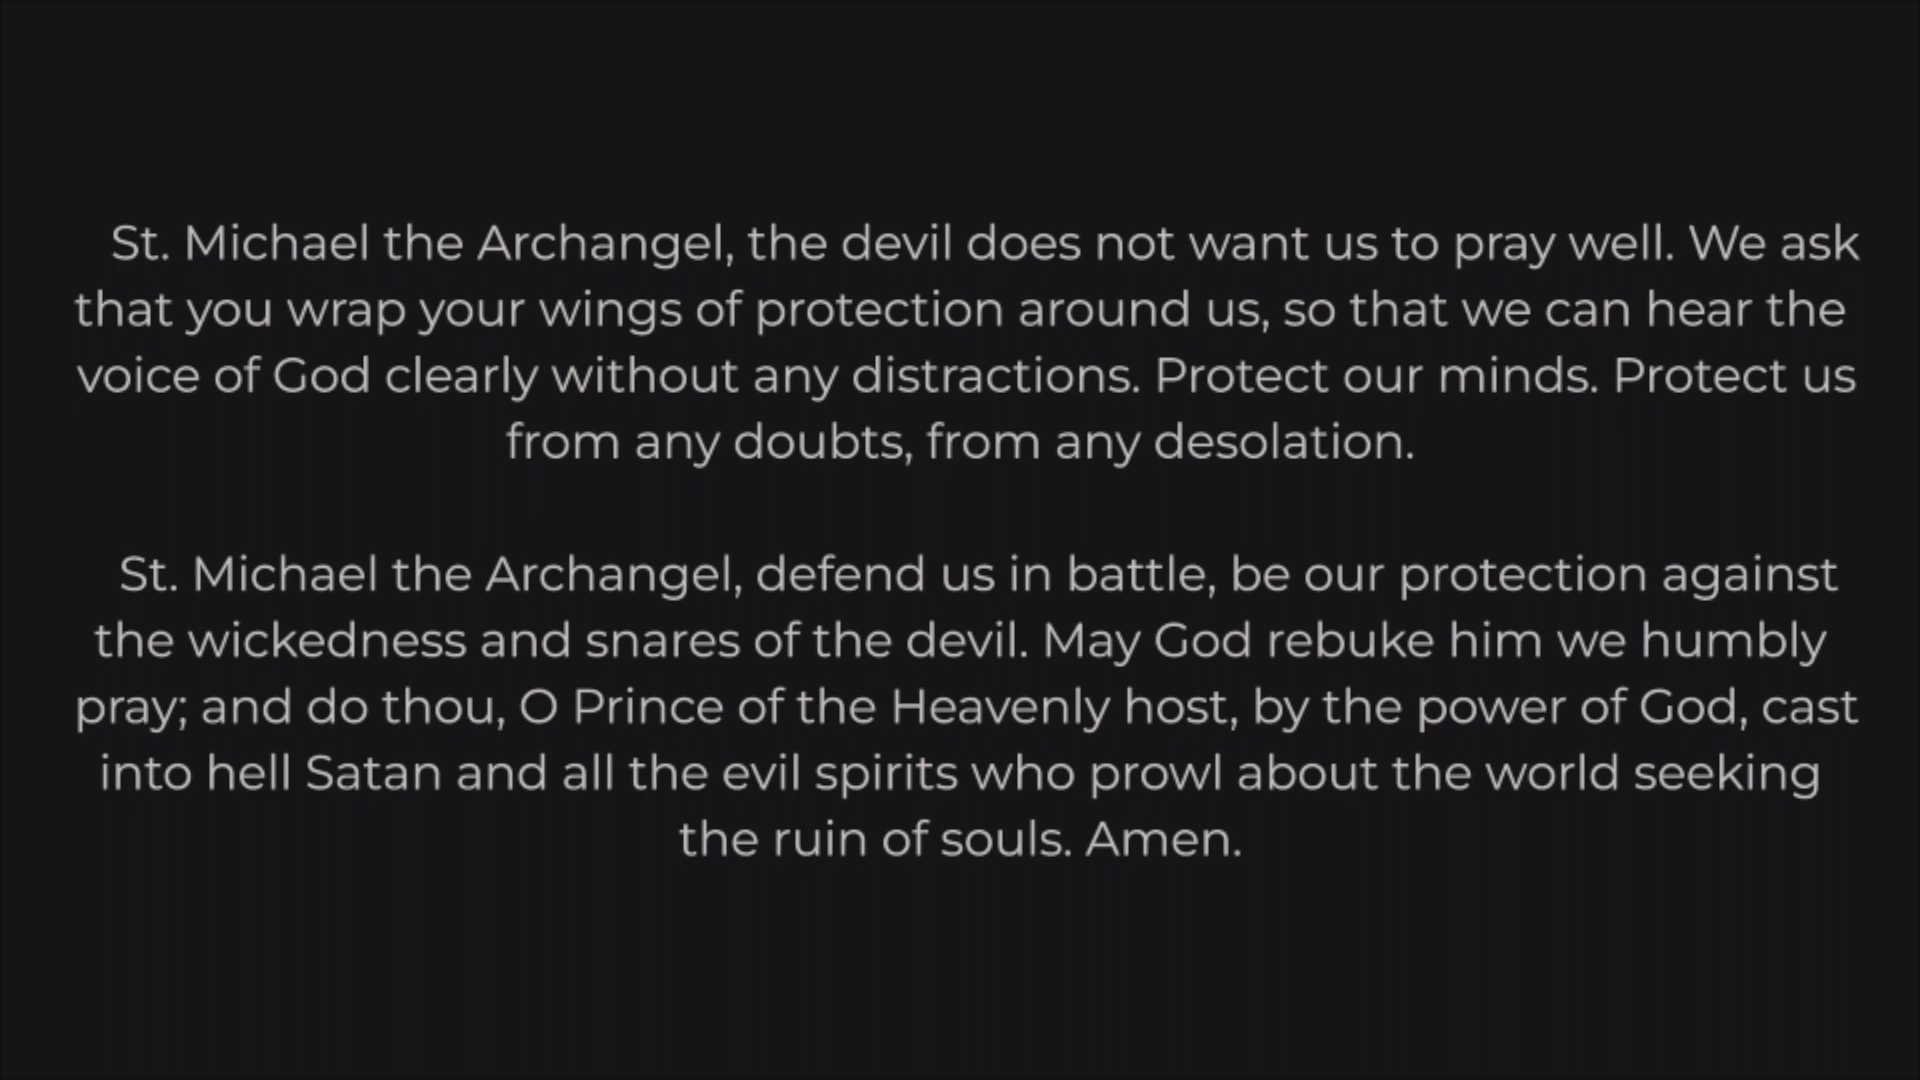 St. Michael the Archangel, the devil does not want us to pray well. We ask
that you wrap your wings of protection around us, so that we can hear the
voice of God clearly without any distractions. Protect our minds. Protect us
from any doubts, from any desolation.
St. Michael the Archangel, defend us in battle, be our protection against
the wickedness and snares of the devil. May God rebuke him we humbly
pray; and do thou, O Prince of the Heavenly host, by the power of God, cast
into hell Satan and all the evil spirits who prowl about the world seeking
the ruin of souls. Amen.